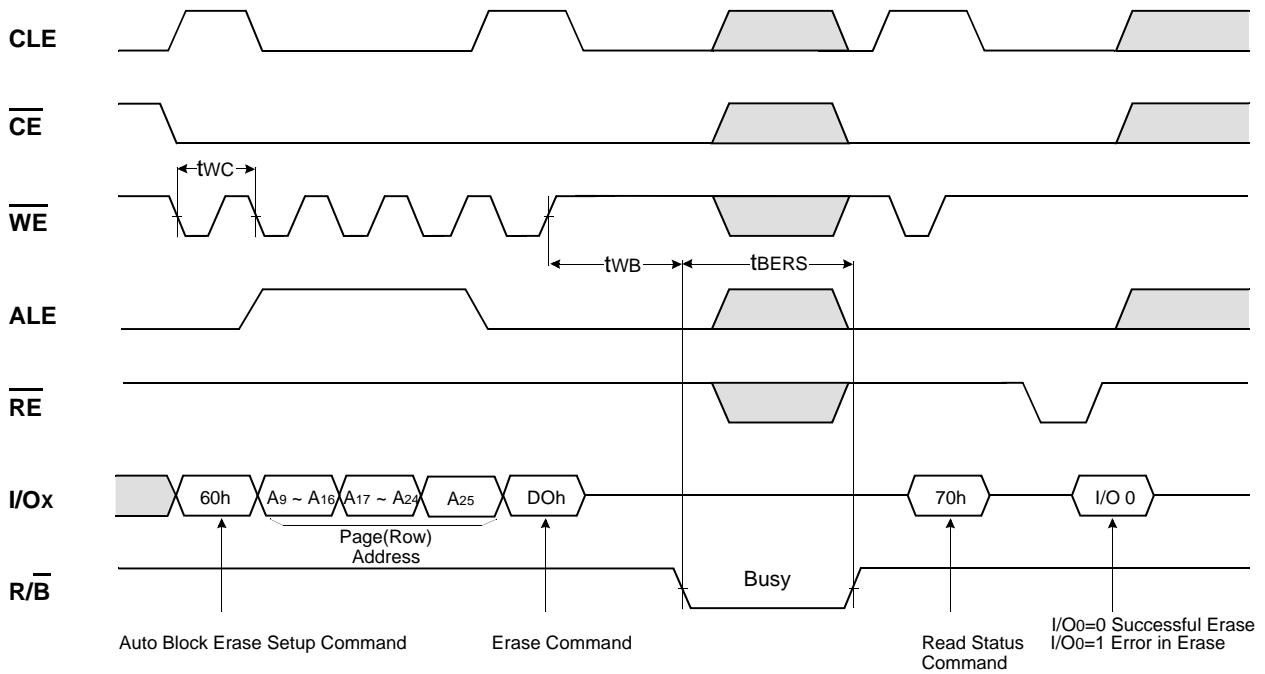 CLE
CE
tWC
WE
tWB
tBERS
ALE
RE
I/Ox
60h
A9 ~ A16
A17 ~ A24
A25
DOh
70h
I/O 0
Page(Row)
Address
R/B
Busy
Auto Block Erase Setup Command
Erase Command
Read Status
Command
I/O0=0 Successful Erase
I/O0=1 Error in Erase